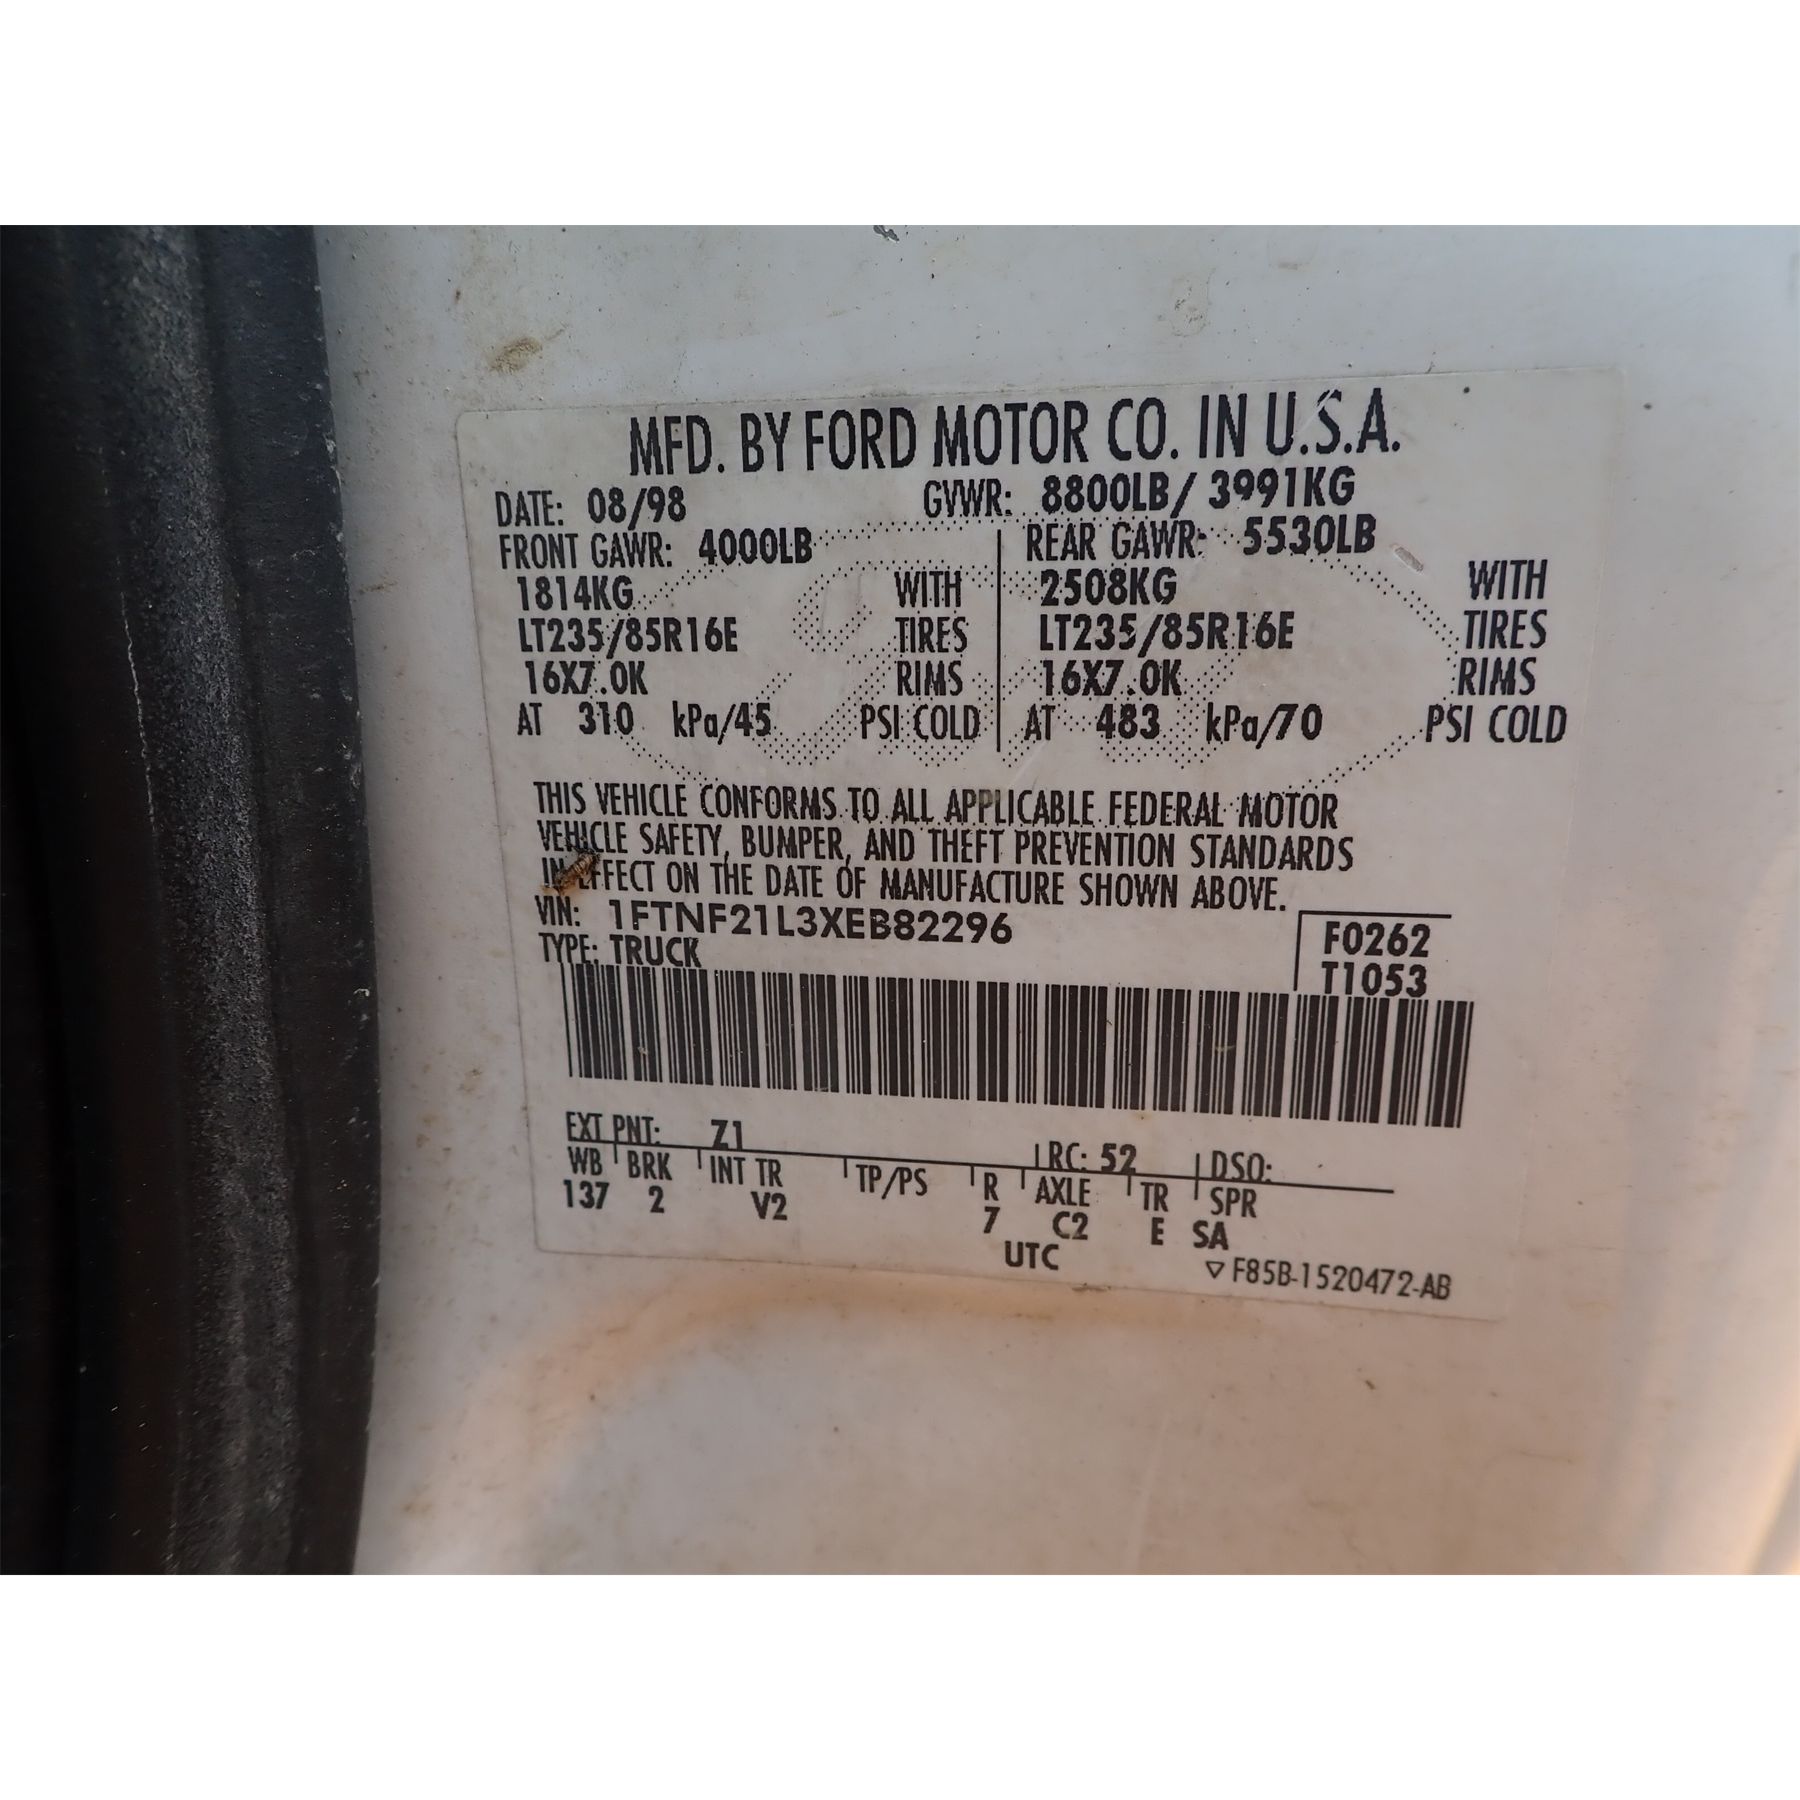 MFD. BY FORD MOTOR CO. IN U.S.A.
DATE: 08/98 GVWR: 8800LB/ 3991KG
FRONT GAWR: 4000LB REAR GAWR: 5530LB
1814KG WITH 2508KG WITH
LT235/85R16E TIRES LT235/85R16E TIRES
16X7.0K RIMS 16X7.0K RIMS
AT 310 kPa/45 PSI COLD AT 483 kPa/70 PSI COLD
THIS VEHICLE CONFORMS TO ALL APPLICABLE FEDERAL MOTOR
VEHICLE SAFETY, BUMPER, AND THEFT PREVENTION STANDARDS
IN EFFECT ON THE DATE OF MANUFACTURE SHOWN ABOVE.
VIN: 1FTNF21L3XEB82296 F0262
TYPE: TRUCK T1053
EXT PNT: Z1 RC: 52 DSO:
WB BRK INT TR TP/PS R AXLE TR SPR
137 2 V2 7 C2 E SA
UTC
▽ F85B-1520472-AB